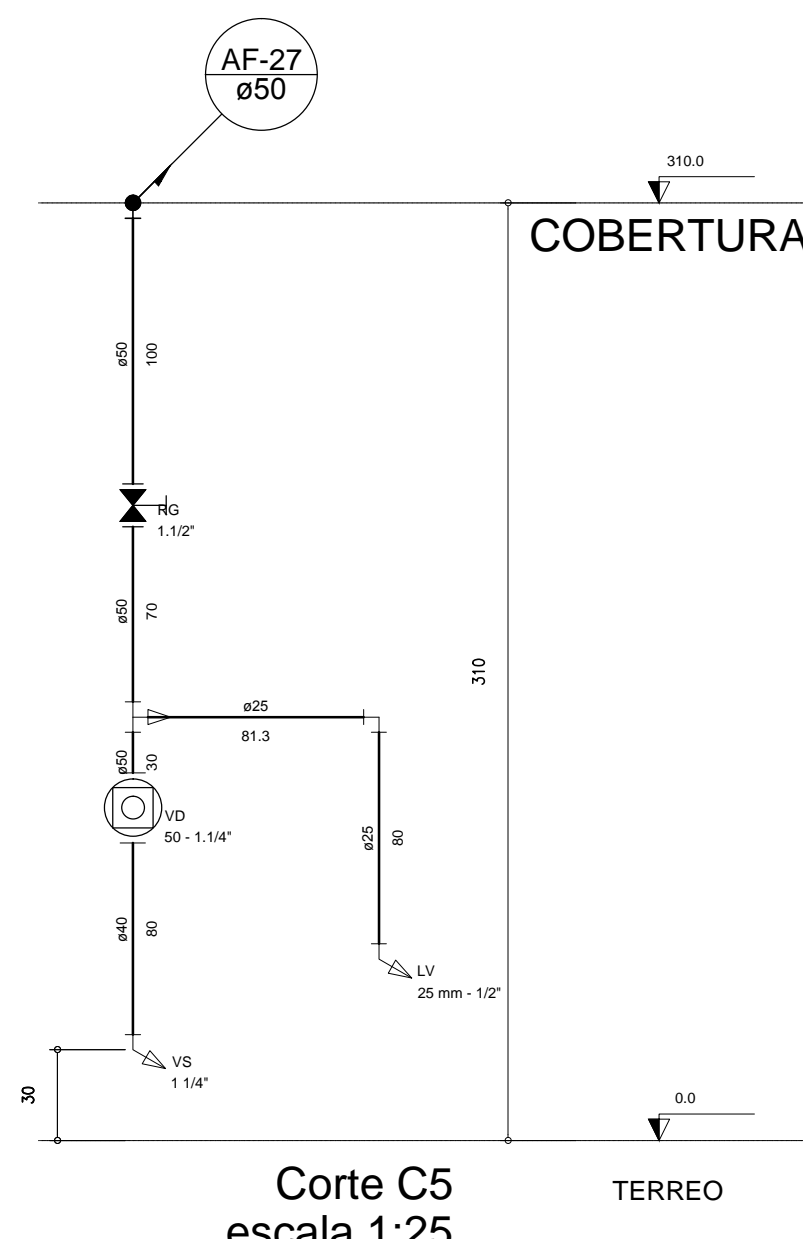 AF-27
ø50
310.0
COBERTURA
ø50
100
RG
1.1/2"
ø50
70
310
ø25
81.3
ø50
30
VD
50 - 1.1/4"
ø25
80
ø40
80
LV
25 mm - 1/2"
VS
1 1/4"
30
0.0
Corte C5
TERREO
escala 1:25